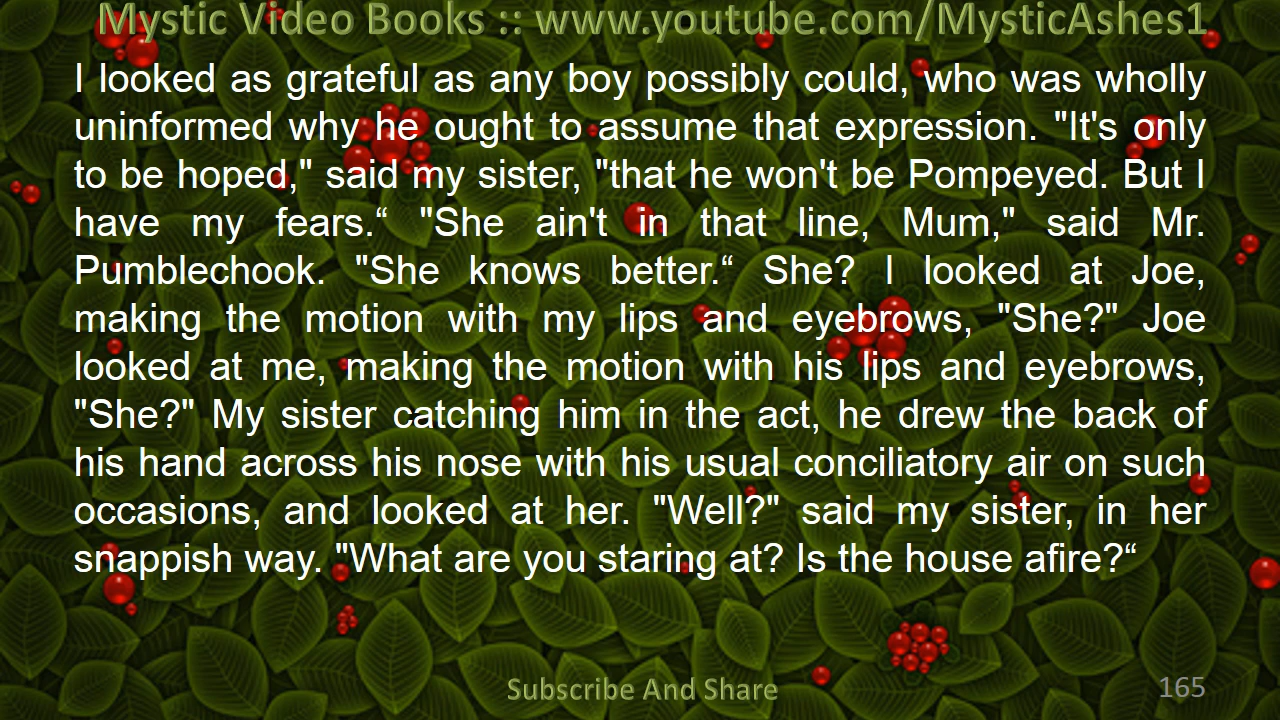 Mystic Video Books :: www.youtube.com/MysticAshes1
I looked as grateful as any boy possibly could, who was wholly
uninformed why he ought to assume that expression. "It's only
to be hoped," said my sister, "that he won't be Pompeyed. But I
have my fears.“ "She ain't in that line, Mum," said Mr.
Pumblechook. "She knows better.“ She? I looked at Joe,
making the motion with my lips and eyebrows, "She?" Joe
looked at me, making the motion with his lips and eyebrows,
"She?" My sister catching him in the act, he drew the back of
his hand across his nose with his usual conciliatory air on such
occasions, and looked at her. "Well?" said my sister, in her
snappish way. "What are you staring at? Is the house afire?“
Subscribe And Share
165